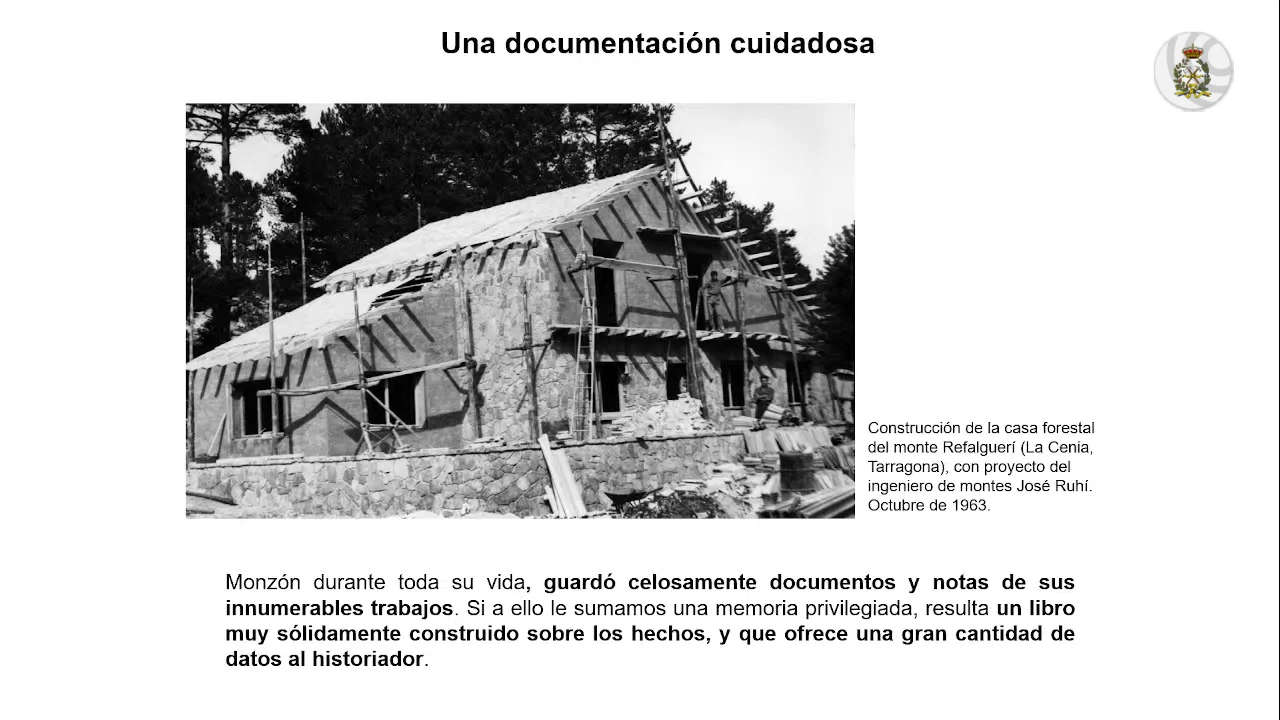 Una documentación cuidadosa
Construcción de la casa forestal
del monte Refalguerí (La Cenia,
Tarragona), con proyecto del
ingeniero de montes José Ruhí.
Octubre de 1963.
Monzón durante toda su vida, guardó celosamente documentos y notas de sus
innumerables trabajos. Si a ello le sumamos una memoria privilegiada, resulta un libro
muy sólidamente construido sobre los hechos, y que ofrece una gran cantidad de
datos al historiador.